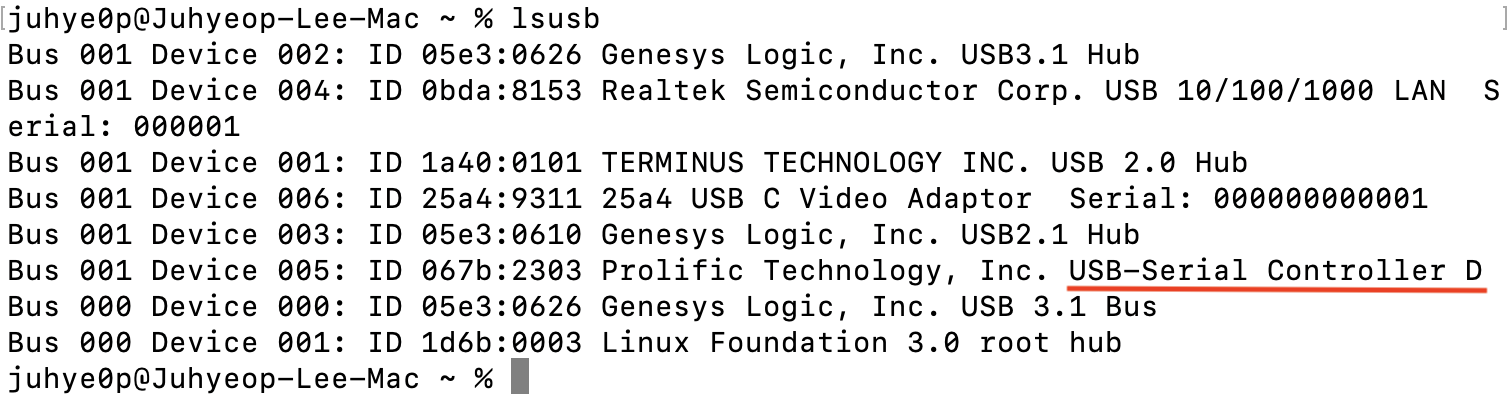 [juhye0p@Juhyeop-Lee-Mac ~ % lsusb ]
Bus 001 Device 002: ID 05e3:0626 Genesys Logic, Inc. USB3.1 Hub
Bus 001 Device 004: ID 0bda:8153 Realtek Semiconductor Corp. USB 10/100/1000 LAN  S
erial: 000001
Bus 001 Device 001: ID 1a40:0101 TERMINUS TECHNOLOGY INC. USB 2.0 Hub
Bus 001 Device 006: ID 25a4:9311 25a4 USB C Video Adaptor  Serial: 000000000001
Bus 001 Device 003: ID 05e3:0610 Genesys Logic, Inc. USB2.1 Hub
Bus 001 Device 005: ID 067b:2303 Prolific Technology, Inc. USB-Serial Controller D
Bus 000 Device 000: ID 05e3:0626 Genesys Logic, Inc. USB 3.1 Bus
Bus 000 Device 001: ID 1d6b:0003 Linux Foundation 3.0 root hub
juhye0p@Juhyeop-Lee-Mac ~ %